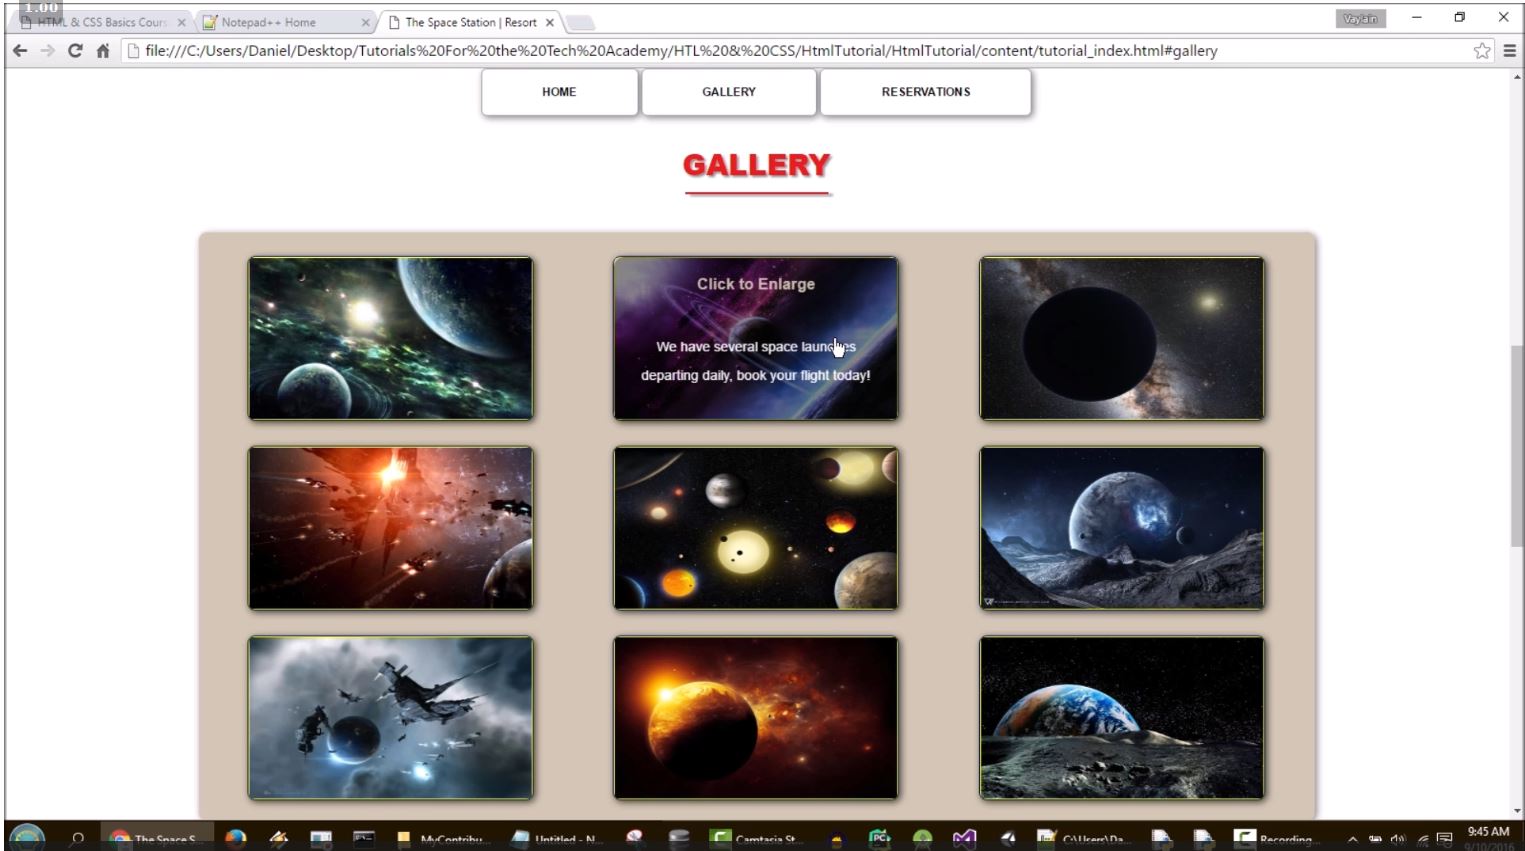 1.00
HTML & CSS Basics Cours
Notepad++ Home
The Space Station | Resort
Vaylain
file:///C:/Users/Daniel/Desktop/Tutorials%20For%20the%20Tech%20Academy/HTL%20&%20CSS/HtmlTutorial/HtmlTutorial/content/tutorial_index.html#gallery
HOME
GALLERY
RESERVATIONS
GALLERY
Click to Enlarge
We have several space launches
departing daily, book your flight today!
The Space S...
MyContribu...
Untitled - N...
Camtasia St...
C:\Users\Da...
Recording...
9:45 AM
9/10/2016